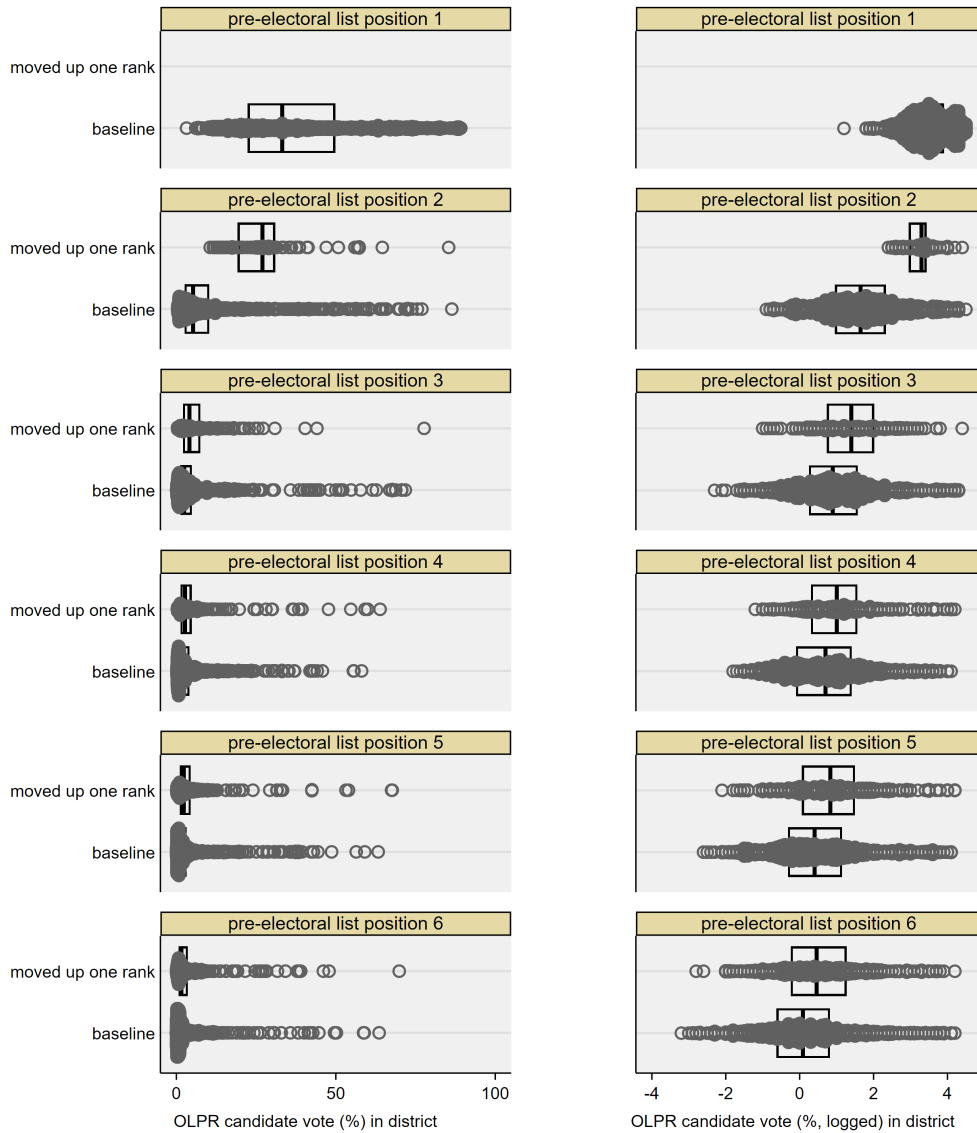 pre-electoral list position 1
moved up one rank
baseline
pre-electoral list position 2
moved up one rank
baseline
pre-electoral list position 3
moved up one rank
baseline
pre-electoral list position 4
moved up one rank
baseline
pre-electoral list position 5
moved up one rank
baseline
pre-electoral list position 6
moved up one rank
baseline
0 50 100
OLPR candidate vote (%) in district
pre-electoral list position 1
pre-electoral list position 2
pre-electoral list position 3
pre-electoral list position 4
pre-electoral list position 5
pre-electoral list position 6
-4 -2 0 2 4
OLPR candidate vote (%, logged) in district